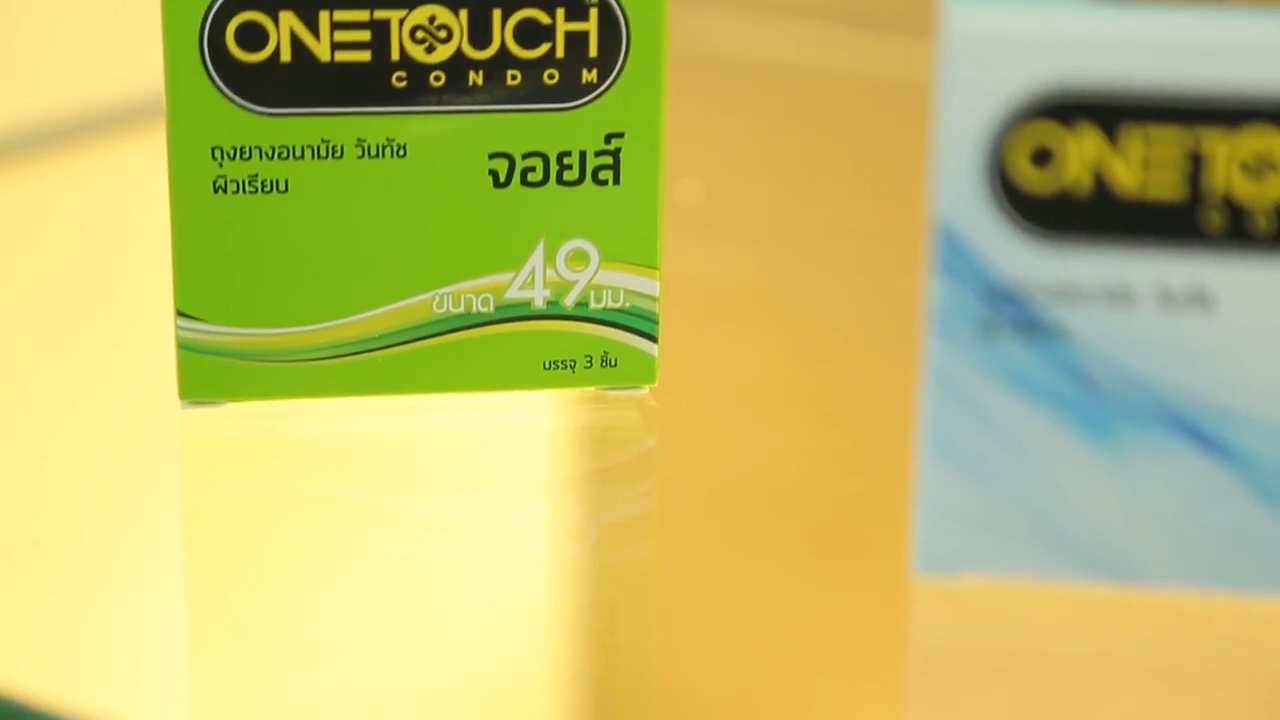 ONETOUCH™
CONDOM
ถุงยางอนามัย วันทัช
ผิวเรียบ
จอยส์
ขนาด 49 มม.
บรรจุ 3 ชิ้น